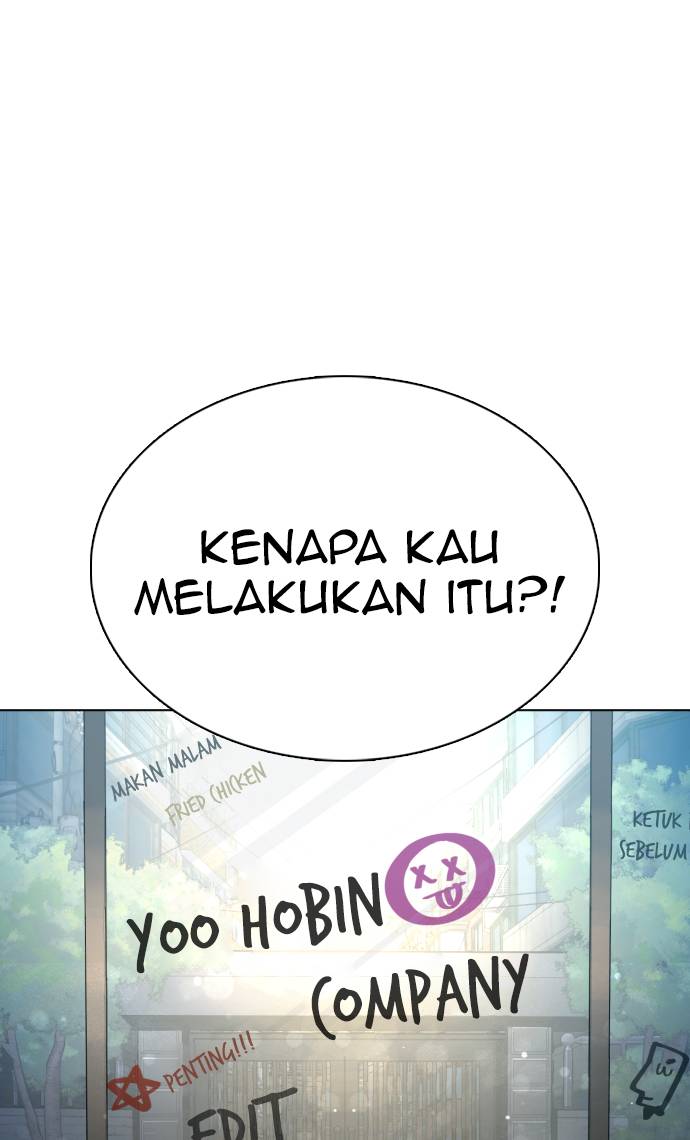 KENAPA KAU
MELAKUKAN ITU?!
MAKAN MALAM
FRIED CHICKEN
KETUK
SEBELUM
YOO HOBIN
COMPANY
PENTING!!!
EDIT